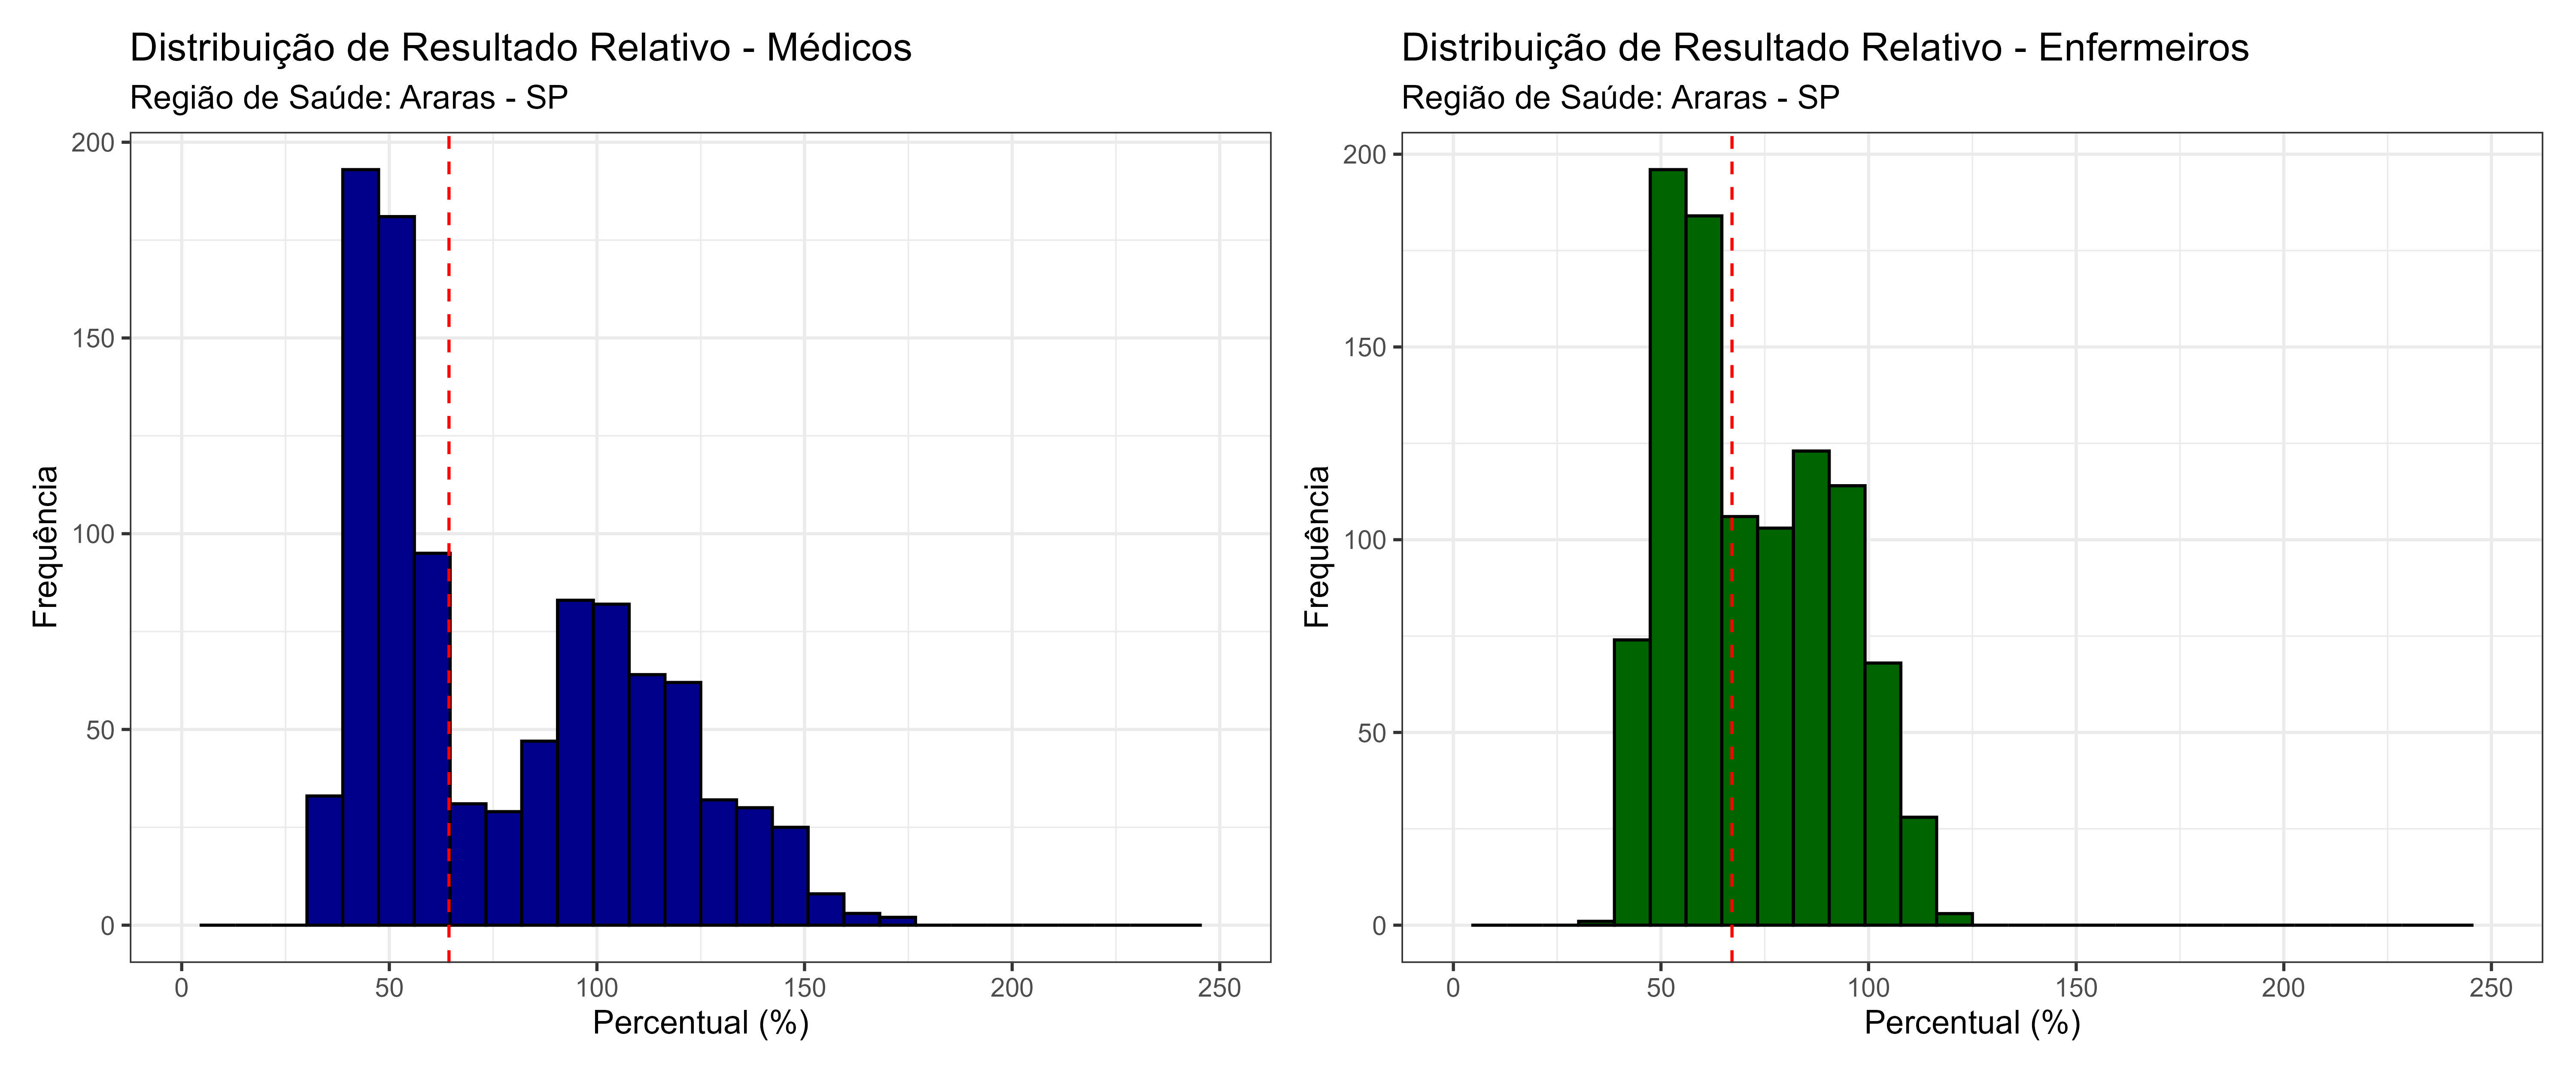 Distribuição de Resultado Relativo - Médicos
Região de Saúde: Araras - SP
200
150
100
50
0
Frequência
0 50 100 150 200 250
Percentual (%)
Distribuição de Resultado Relativo - Enfermeiros
Região de Saúde: Araras - SP
200
150
100
50
0
Frequência
0 50 100 150 200 250
Percentual (%)